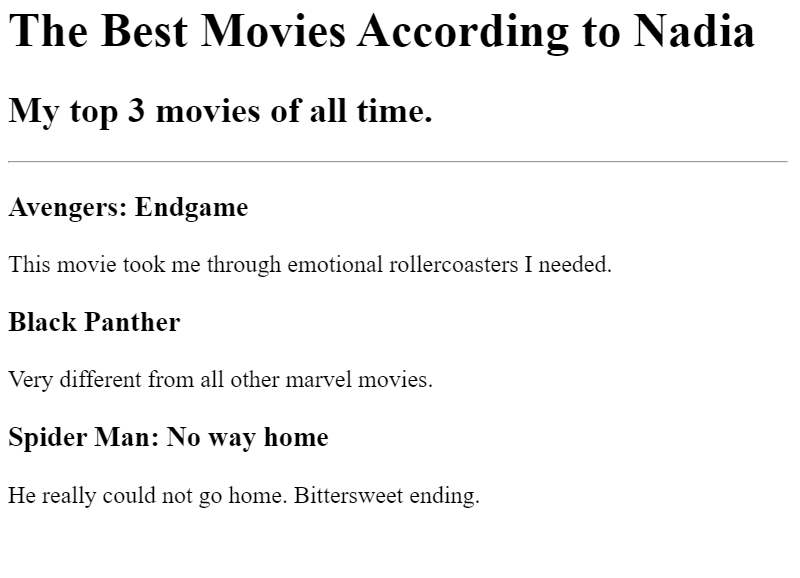 The Best Movies According to Nadia
My top 3 movies of all time.
Avengers: Endgame
This movie took me through emotional rollercoasters I needed.
Black Panther
Very different from all other marvel movies.
Spider Man: No way home
He really could not go home. Bittersweet ending.